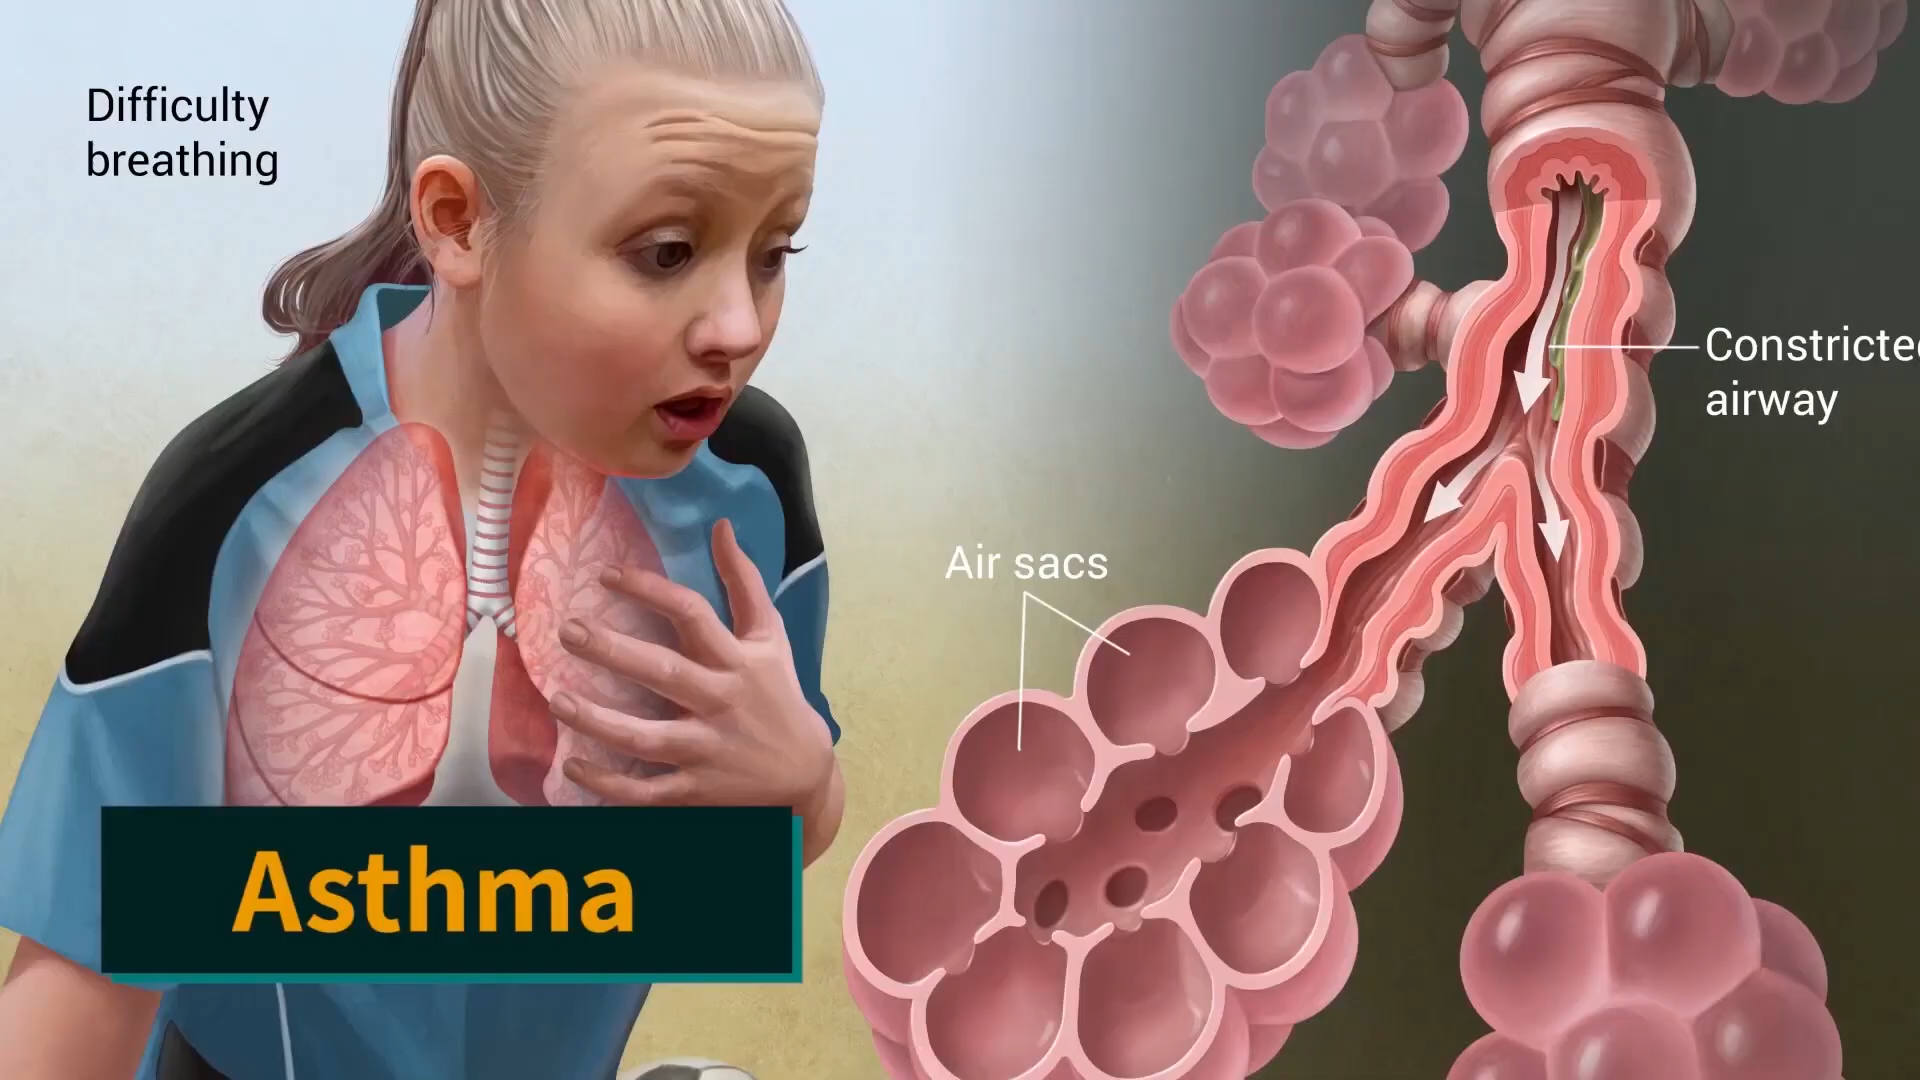 Difficulty
breathing
Constricted
airway
Air sacs
Asthma